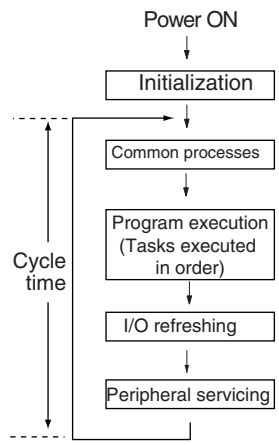 Power ON
Initialization
Common processes
Program execution
(Tasks executed
in order)
Cycle
time
I/O refreshing
Peripheral servicing